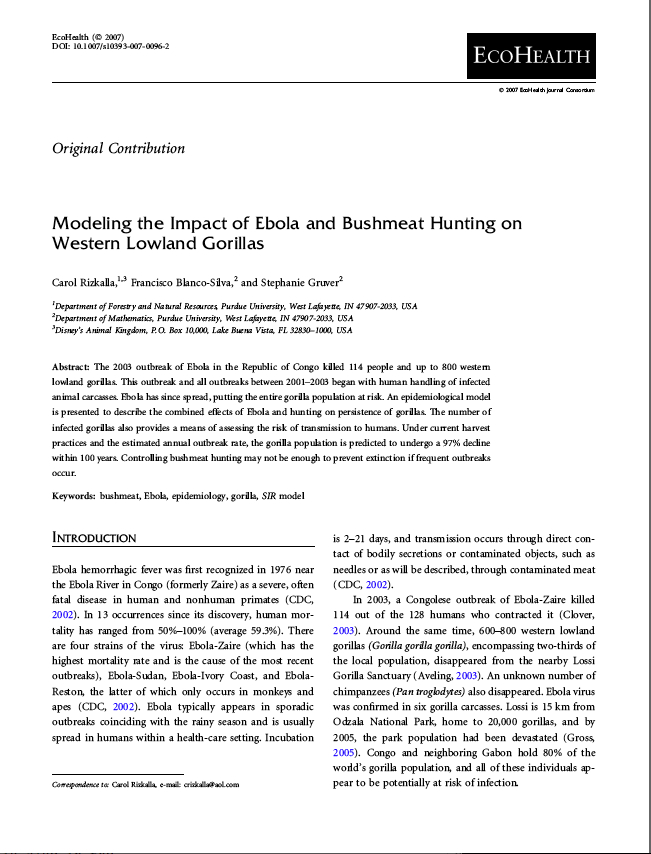 EcoHealth (© 2007)
DOI: 10.1007/s10393-007-0096-2
ECOHEALTH
© 2007 EcoHealth Journal Consortium
Original Contribution
Modeling the Impact of Ebola and Bushmeat Hunting on
Western Lowland Gorillas
Carol Rizkalla,1,3 Francisco Blanco-Silva,2 and Stephanie Gruver2
1Department of Forestry and Natural Resources, Purdue University, West Lafayette, IN 47907-2033, USA
2Department of Mathematics, Purdue University, West Lafayette, IN 47907-2033, USA
3Disney's Animal Kingdom, P.O. Box 10,000, Lake Buena Vista, FL 32830–1000, USA
Abstract: The 2003 outbreak of Ebola in the Republic of Congo killed 114 people and up to 800 western
lowland gorillas. This outbreak and all outbreaks between 2001–2003 began with human handling of infected
animal carcasses. Ebola has since spread, putting the entire gorilla population at risk. An epidemiological model
is presented to describe the combined effects of Ebola and hunting on persistence of gorillas. The number of
infected gorillas also provides a means of assessing the risk of transmission to humans. Under current harvest
practices and the estimated annual outbreak rate, the gorilla population is predicted to undergo a 97% decline
within 100 years. Controlling bushmeat hunting may not be enough to prevent extinction if frequent outbreaks
occur.
Keywords: bushmeat, Ebola, epidemiology, gorilla, SIR model
INTRODUCTION
Ebola hemorrhagic fever was first recognized in 1976 near
the Ebola River in Congo (formerly Zaire) as a severe, often
fatal disease in human and nonhuman primates (CDC,
2002). In 13 occurrences since its discovery, human mor-
tality has ranged from 50%–100% (average 59.3%). There
are four strains of the virus: Ebola-Zaire (which has the
highest mortality rate and is the cause of the most recent
outbreaks), Ebola-Sudan, Ebola-Ivory Coast, and Ebola-
Reston, the latter of which only occurs in monkeys and
apes (CDC, 2002). Ebola typically appears in sporadic
outbreaks coinciding with the rainy season and is usually
spread in humans within a health-care setting. Incubation
Correspondence to: Carol Rizkalla, e-mail: crizkalla@aol.com
is 2–21 days, and transmission occurs through direct con-
tact of bodily secretions or contaminated objects, such as
needles or as will be described, through contaminated meat
(CDC, 2002).
In 2003, a Congolese outbreak of Ebola-Zaire killed
114 out of the 128 humans who contracted it (Clover,
2003). Around the same time, 600–800 western lowland
gorillas (Gorilla gorilla gorilla), encompassing two-thirds of
the local population, disappeared from the nearby Lossi
Gorilla Sanctuary (Aveling, 2003). An unknown number of
chimpanzees (Pan troglodytes) also disappeared. Ebola virus
was confirmed in six gorilla carcasses. Lossi is 15 km from
Odzala National Park, home to 20,000 gorillas, and by
2005, the park population had been devastated (Gross,
2005). Congo and neighboring Gabon hold 80% of the
world's gorilla population, and all of these individuals ap-
pear to be potentially at risk of infection.